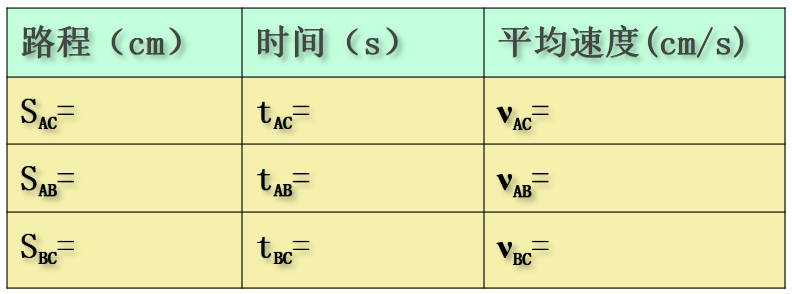 路程（cm） 时间（s） 平均速度(cm/s)
SAC= tAC= vAC=
SAB= tAB= vAB=
SBC= tBC= vBC=